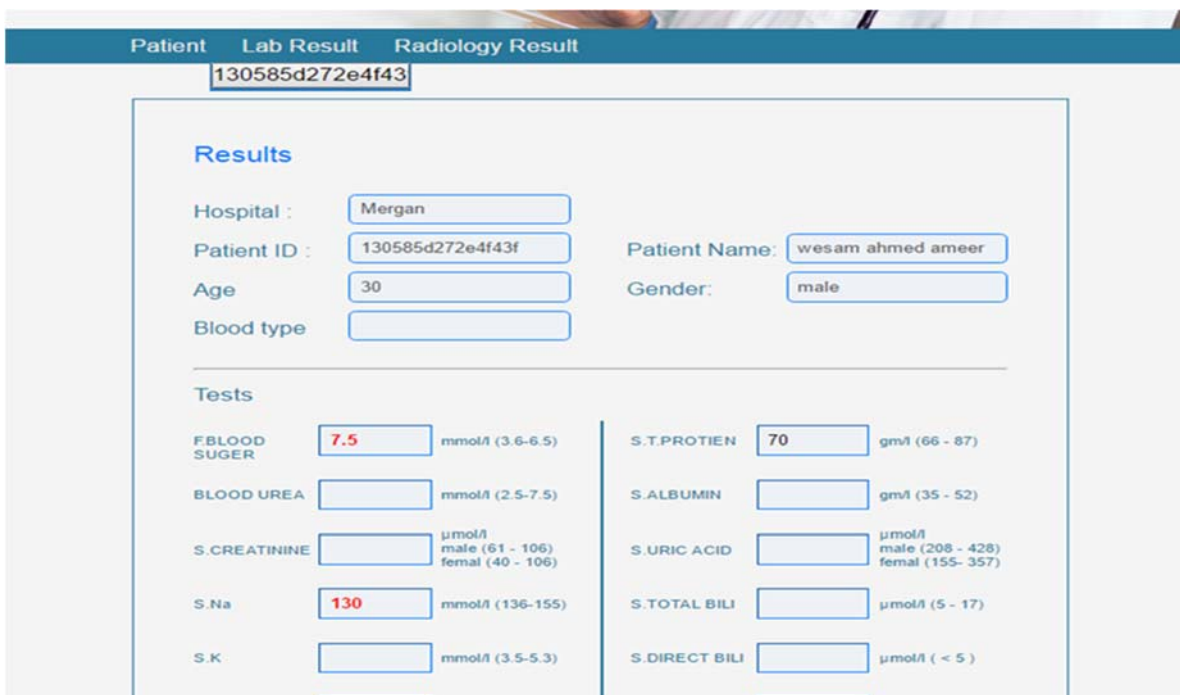 Patient Lab Result Radiology Result
130585d272e4f43
Results
Hospital : Mergan
Patient ID : 130585d272e4f43f Patient Name: wesam ahmed ameer
Age 30 Gender: male
Blood type
Tests
F.BLOOD SUGER 7.5 mmol/l (3.6-6.5) S.T.PROTIEN 70 gm/l (66 - 87)
BLOOD UREA mmol/l (2.5-7.5) S.ALBUMIN gm/l (35 - 52)
S.CREATININE µmol/l male (61 - 106) femal (40 - 106) S.URIC ACID µmol/l male (208 - 428) femal (155- 357)
S.Na 130 mmol/l (136-155) S.TOTAL BILI µmol/l (5 - 17)
S.K mmol/l (3.5-5.3) S.DIRECT BILI µmol/l ( < 5 )